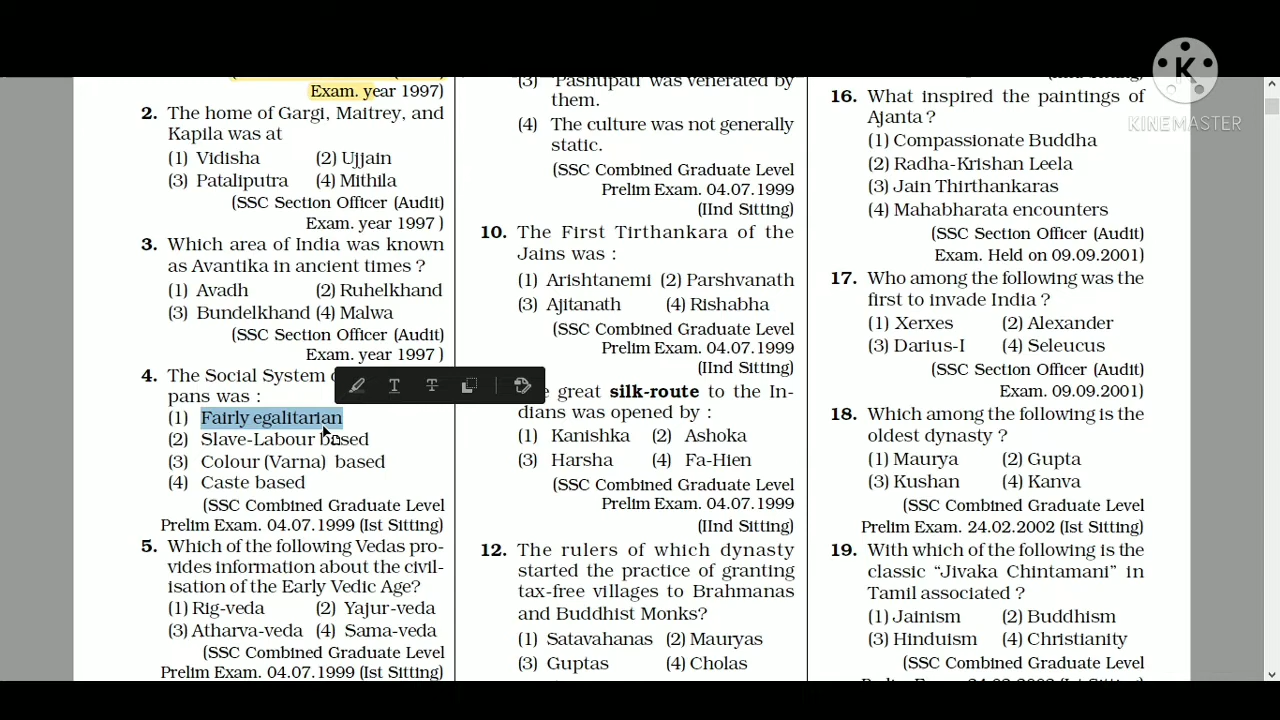 Exam. year 1997)
2. The home of Gargi, Maitrey, and
Kapila was at
(1) Vidisha (2) Ujjain
(3) Pataliputra (4) Mithila
(SSC Section Officer (Audit)
Exam. year 1997 )
3. Which area of India was known
as Avantika in ancient times ?
(1) Avadh (2) Ruhelkhand
(3) Bundelkhand (4) Malwa
(SSC Section Officer (Audit)
Exam. year 1997 )
4. The Social System
pans was :
(1) Fairly egalitarian
(2) Slave-Labour based
(3) Colour (Varna) based
(4) Caste based
(SSC Combined Graduate Level
Prelim Exam. 04.07.1999 (Ist Sitting)
5. Which of the following Vedas pro-
vides information about the civil-
isation of the Early Vedic Age?
(1) Rig-veda (2) Yajur-veda
(3) Atharva-veda (4) Sama-veda
(SSC Combined Graduate Level
Prelim Exam. 04.07.1999 (Ist Sitting)
(3) 'Pashupati' was venerated by
them.
(4) The culture was not generally
static.
(SSC Combined Graduate Level
Prelim Exam. 04.07.1999
(IInd Sitting)
10. The First Tirthankara of the
Jains was :
(1) Arishtanemi (2) Parshvanath
(3) Ajitanath (4) Rishabha
(SSC Combined Graduate Level
Prelim Exam. 04.07.1999
(IInd Sitting)
great silk-route to the In-
dians was opened by :
(1) Kanishka (2) Ashoka
(3) Harsha (4) Fa-Hien
(SSC Combined Graduate Level
Prelim Exam. 04.07.1999
(IInd Sitting)
12. The rulers of which dynasty
started the practice of granting
tax-free villages to Brahmanas
and Buddhist Monks?
(1) Satavahanas (2) Mauryas
(3) Guptas (4) Cholas
16. What inspired the paintings of
Ajanta ?
(1) Compassionate Buddha
(2) Radha-Krishan Leela
(3) Jain Thirthankaras
(4) Mahabharata encounters
(SSC Section Officer (Audit)
Exam. Held on 09.09.2001)
17. Who among the following was the
first to invade India ?
(1) Xerxes (2) Alexander
(3) Darius-I (4) Seleucus
(SSC Section Officer (Audit)
Exam. 09.09.2001)
18. Which among the following is the
oldest dynasty ?
(1) Maurya (2) Gupta
(3) Kushan (4) Kanva
(SSC Combined Graduate Level
Prelim Exam. 24.02.2002 (Ist Sitting)
19. With which of the following is the
classic “Jivaka Chintamani” in
Tamil associated ?
(1) Jainism (2) Buddhism
(3) Hinduism (4) Christianity
(SSC Combined Graduate Level
K
KINEMASTER